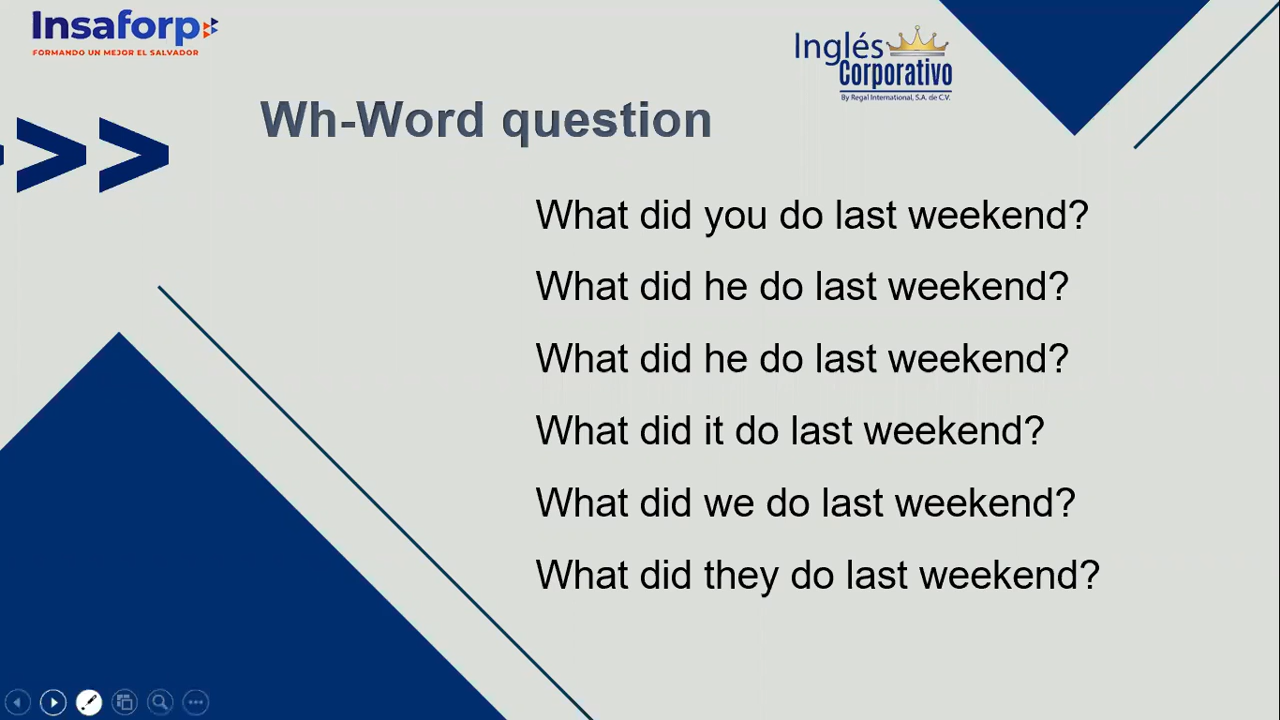 Insaforp
FORMANDO UN MEJOR EL SALVADOR
Inglés
Corporativo
By Regal International, S.A. de C.V.
>>
Wh-Word question
What did you do last weekend?
What did he do last weekend?
What did he do last weekend?
What did it do last weekend?
What did we do last weekend?
What did they do last weekend?